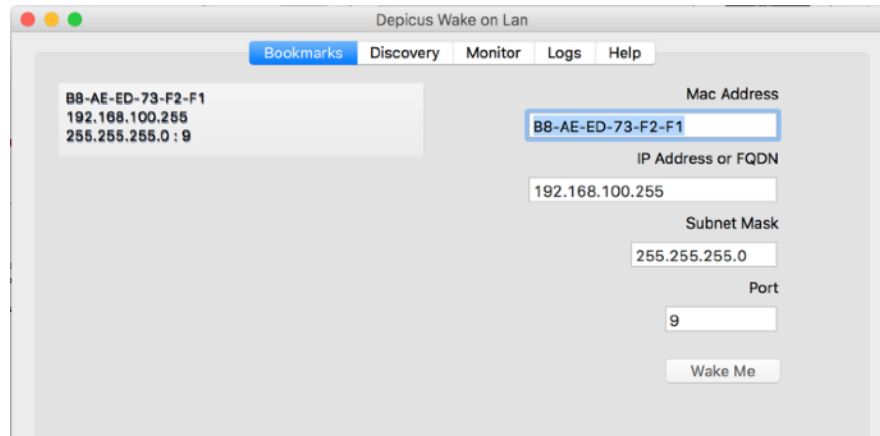 Depicus Wake on Lan
Bookmarks Discovery Monitor Logs Help
B8-AE-ED-73-F2-F1
192.168.100.255
255.255.255.0 : 9
Mac Address
B8-AE-ED-73-F2-F1
IP Address or FQDN
192.168.100.255
Subnet Mask
255.255.255.0
Port
9
Wake Me